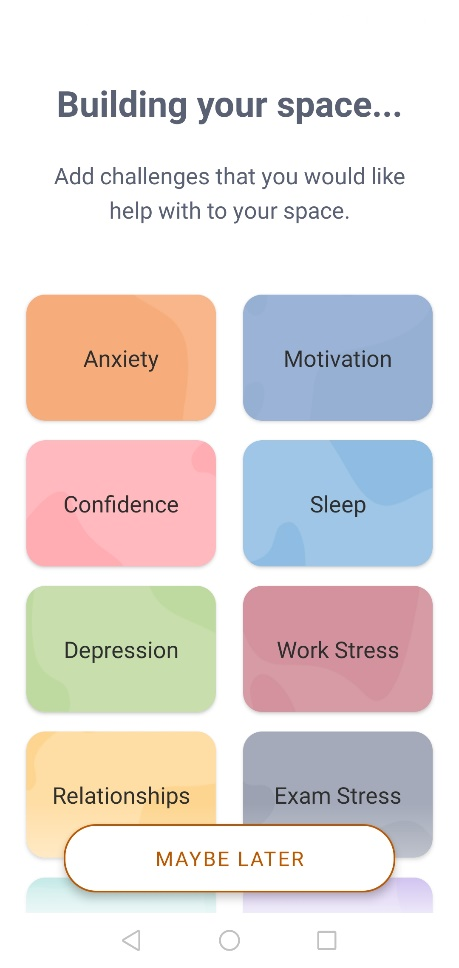 Building your space...
Add challenges that you would like
help with to your space.
Anxiety
Motivation
Confidence
Sleep
Depression
Work Stress
Relationships
Exam Stress
MAYBE LATER